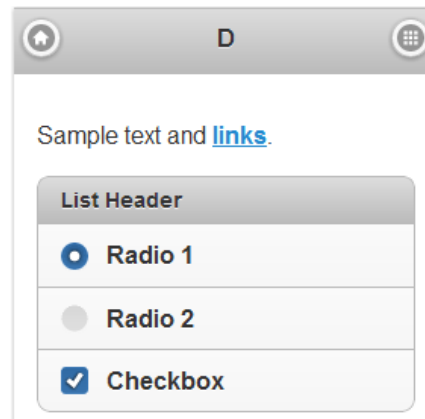 D
Sample text and links.
List Header
Radio 1
Radio 2
Checkbox